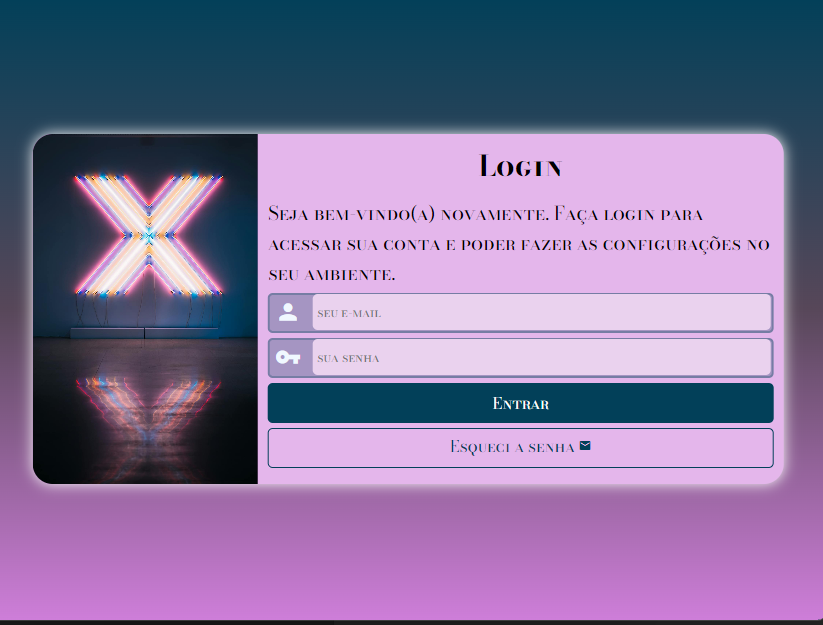 Login
Seja bem-vindo(a) novamente. Faça login para
acessar sua conta e poder fazer as configurações no
seu ambiente.
seu e-mail
sua senha
Entrar
Esqueci a senha